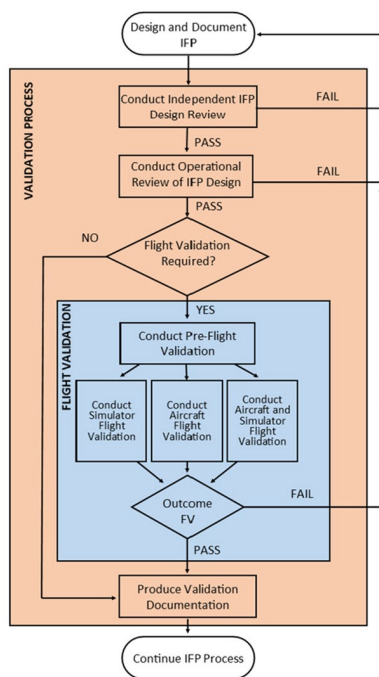 Design and Document
IFP
VALIDATION PROCESS
Conduct Independent IFP
Design Review
FAIL
PASS
Conduct Operational
Review of IFP Design
FAIL
PASS
NO
Flight Validation
Required?
YES
FLIGHT VALIDATION
Conduct Pre-Flight
Validation
Conduct
Simulator
Flight
Validation
Conduct
Aircraft
Flight
Validation
Conduct
Aircraft and
Simulator
Flight
Validation
Outcome
FV
FAIL
PASS
Produce Validation
Documentation
Continue IFP Process